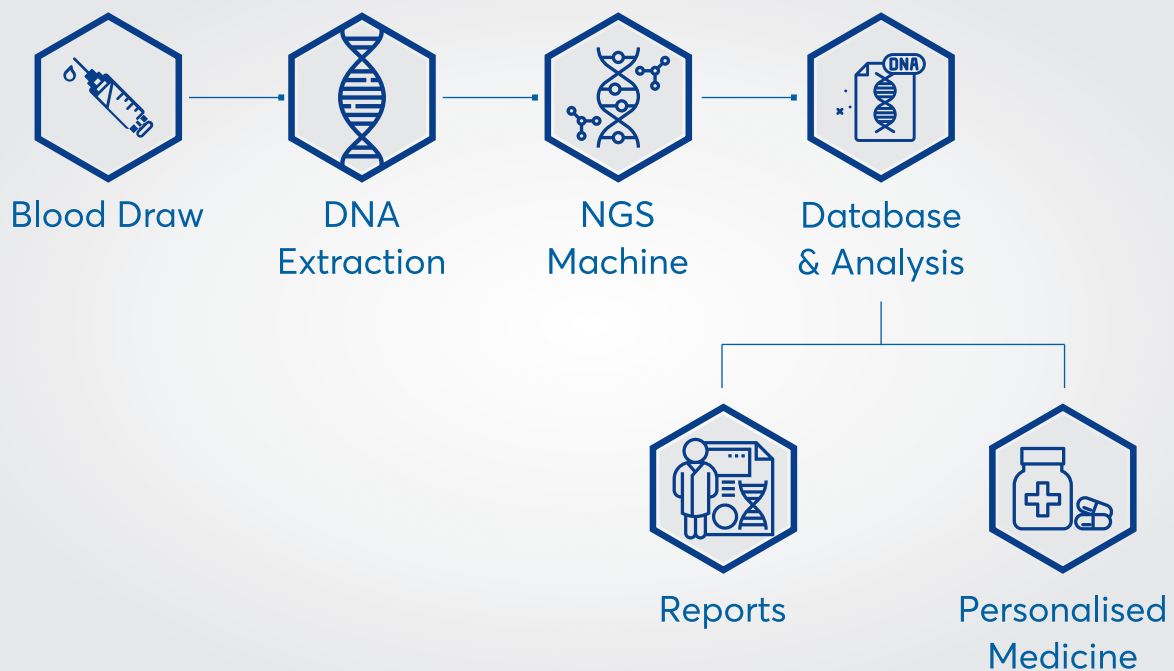 DNA
Blood Draw
DNA
Extraction
NGS
Machine
Database
& Analysis
Reports
Personalised
Medicine